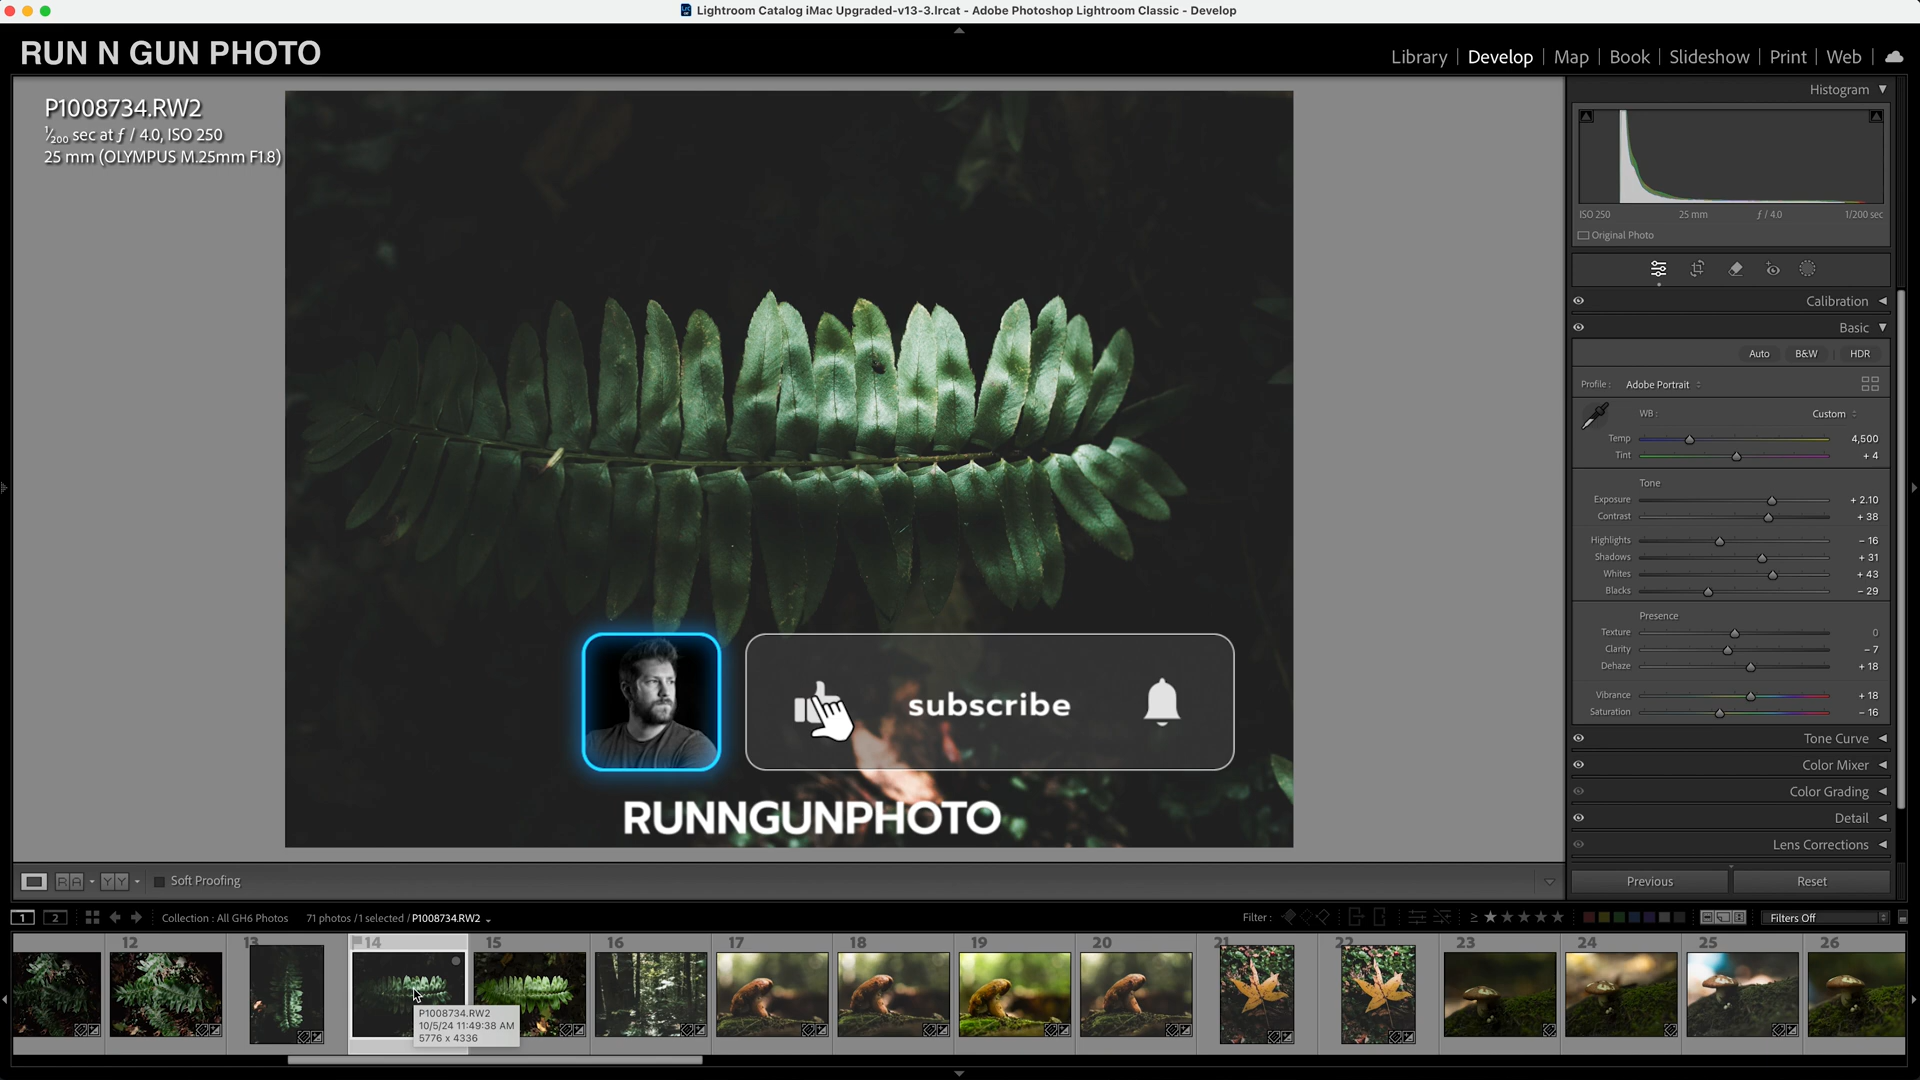 Lightroom Catalog iMac Upgraded-v13-3.lrcat - Adobe Photoshop Lightroom Classic - Develop
RUN N GUN PHOTO
Library | Develop | Map | Book | Slideshow | Print | Web
P1008734.RW2
1/200 sec at ƒ / 4.0, ISO 250
25 mm (OLYMPUS M.25mm F1.8)
subscribe
RUNNGUNPHOTO
Histogram
ISO 250 25 mm ƒ / 4.0 1/200 sec
Original Photo
Calibration
Basic
Auto B&W HDR
Profile : Adobe Portrait
WB : Custom
Temp 4,500
Tint + 4
Tone
Exposure + 2.10
Contrast + 38
Highlights − 16
Shadows + 31
Whites + 43
Blacks − 29
Presence
Texture 0
Clarity − 7
Dehaze + 18
Vibrance + 18
Saturation − 16
Tone Curve
Color Mixer
Color Grading
Detail
Lens Corrections
Previous Reset
R A Y Y Soft Proofing
1 2 Collection : All GH6 Photos 71 photos / 1 selected / P1008734.RW2 Filter : ≥ ★★★★★ Filters Off
12 13 14 15 16 17 18 19 20 21 22 23 24 25 26
P1008734.RW2
10/5/24 11:49:38 AM
5776 x 4336